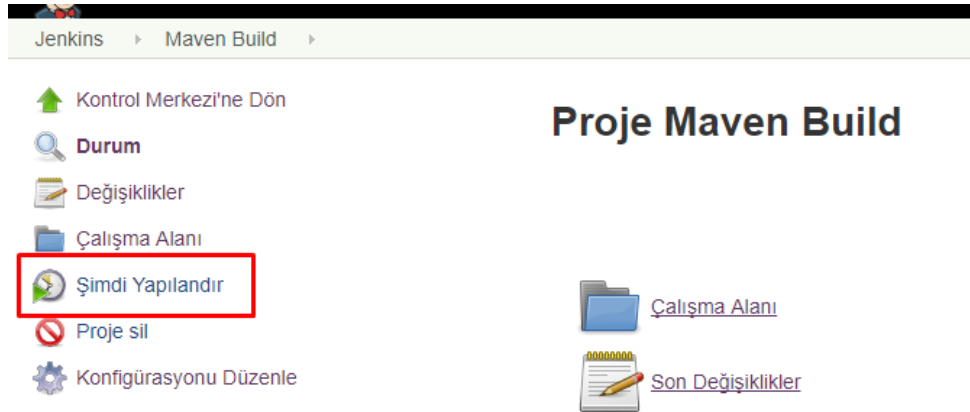 Jenkins Maven Build
Kontrol Merkezi'ne Dön
Durum
Değişiklikler
Çalışma Alanı
Şimdi Yapılandır
Proje sil
Konfigürasyonu Düzenle
Proje Maven Build
Çalışma Alanı
Son Değişiklikler